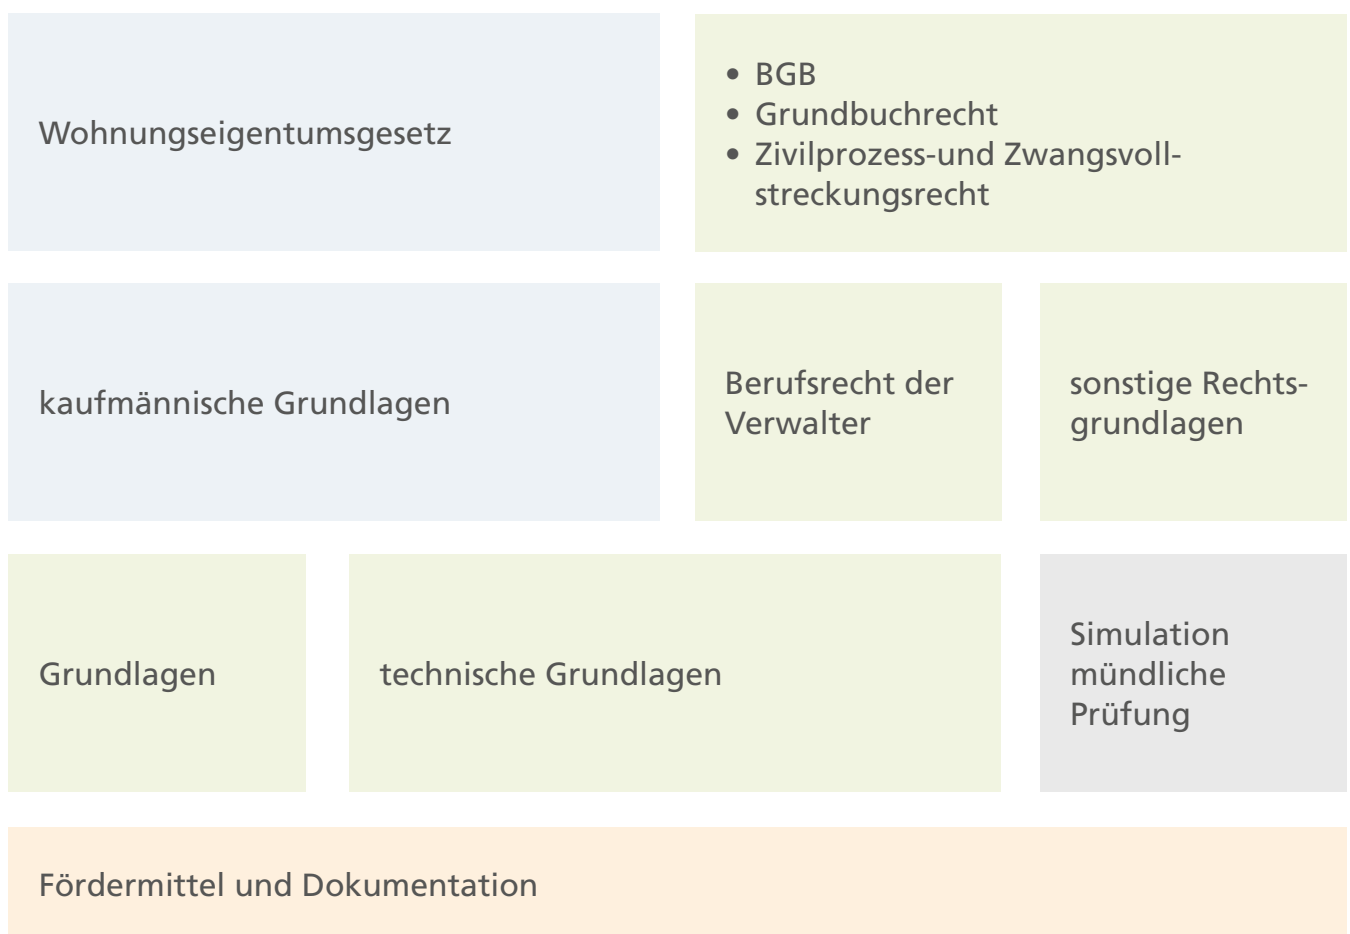 Wohnungseigentumsgesetz
• BGB
• Grundbuchrecht
• Zivilprozess-und Zwangsvoll-
streckungsrecht
kaufmännische Grundlagen
Berufsrecht der
Verwalter
sonstige Rechts-
grundlagen
Grundlagen
technische Grundlagen
Simulation
mündliche
Prüfung
Fördermittel und Dokumentation